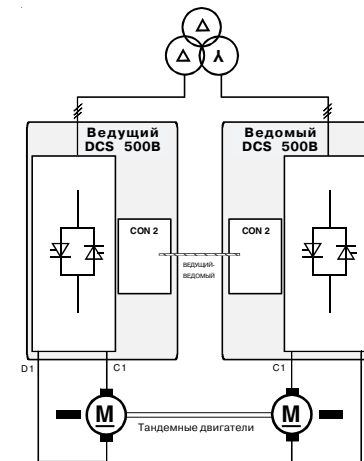 Δ
Δ
Y
Ведущий
DCS 500B
Ведомый
DCS 500B
CON 2
CON 2
ВЕДУЩИЙ-
ВЕДОМЫЙ
D1
C1
C1
M
M
Тандемные двигатели